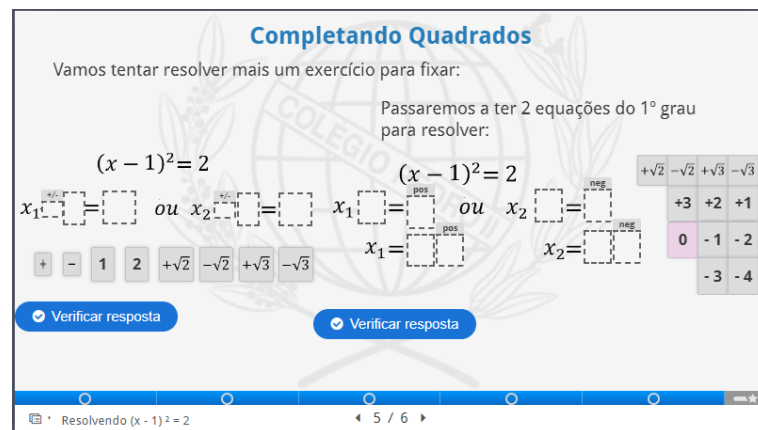 Completando Quadrados
Vamos tentar resolver mais um exercício para fixar:
Passaremos a ter 2 equações do 1º grau
para resolver:
(x − 1)²= 2
+/-
x₁ = ou x₂ +/- =
+ − 1 2 +√2 −√2 +√3 −√3
Verificar resposta
(x − 1)²= 2
pos neg
x₁ = ou x₂ =
pos neg
x₁= x₂=
Verificar resposta
+√2 −√2 +√3 −√3
+3 +2 +1
0 - 1 - 2
- 3 - 4
COLÉGIO
Resolvendo (x - 1) ² = 2
5 / 6